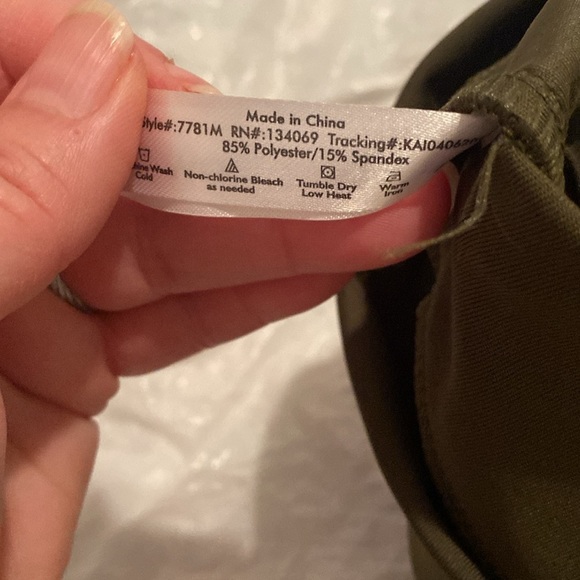 Made in China
Style#:7781M RN#:134069 Tracking#:KAI0406
85% Polyester/15% Spandex
Wash Cold
Non-chlorine Bleach as needed
Tumble Dry Low Heat
Warm Iron